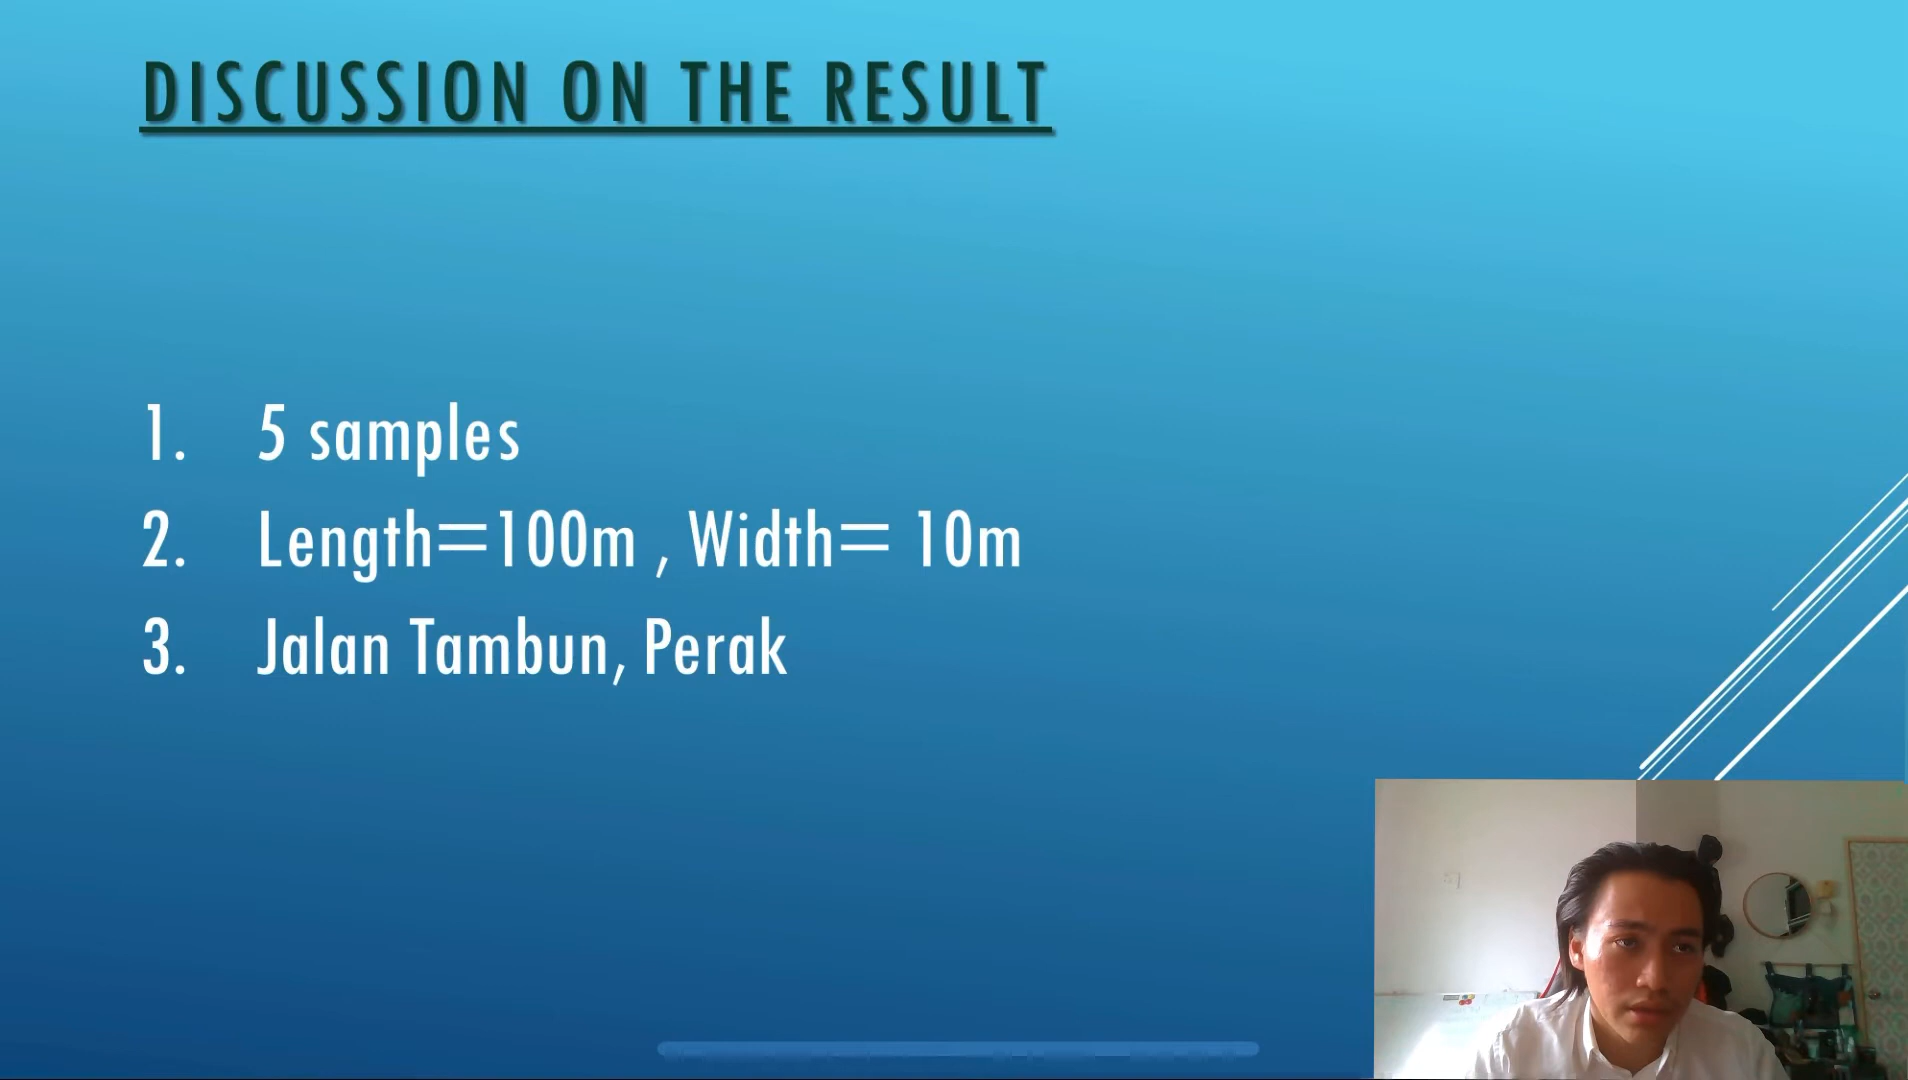 DISCUSSION ON THE RESULT
1. 5 samples
2. Length=100m , Width= 10m
3. Jalan Tambun, Perak